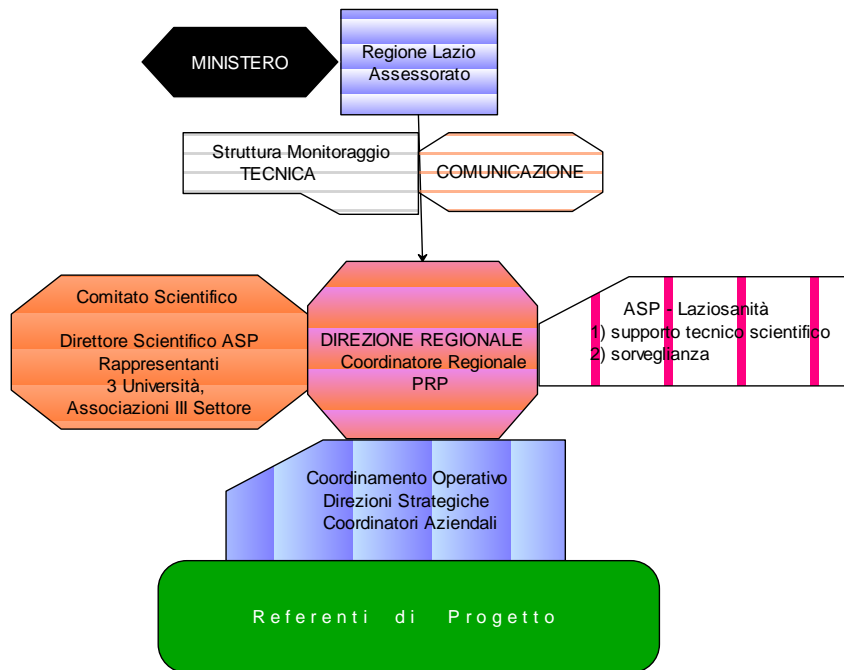 MINISTERO
Regione Lazio
Assessorato
Struttura Monitoraggio
TECNICA
COMUNICAZIONE
Comitato Scientifico
Direttore Scientifico ASP
Rappresentanti
3 Università,
Associazioni III Settore
DIREZIONE REGIONALE
Coordinatore Regionale
PRP
ASP - Laziosanità
1) supporto tecnico scientifico
2) sorveglianza
Coordinamento Operativo
Direzioni Strategiche
Coordinatori Aziendali
Referenti di Progetto